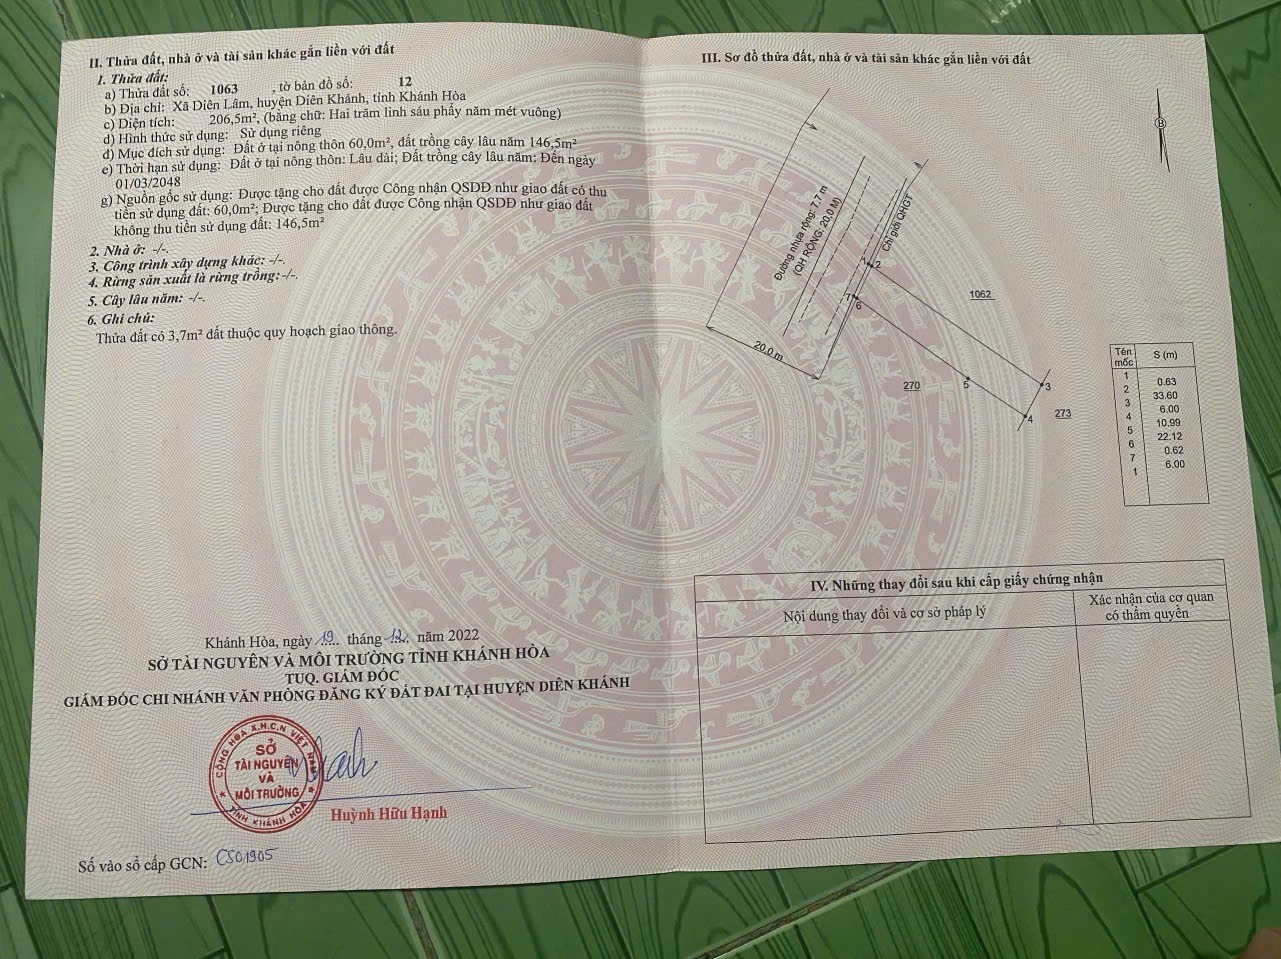 II. Thửa đất, nhà ở và tài sản khác gắn liền với đất
1. Thửa đất:
a) Thửa đất số: 1063 , tờ bản đồ số: 12
b) Địa chỉ: Xã Diên Lâm, huyện Diên Khánh, tỉnh Khánh Hòa
c) Diện tích: 206,5m², (bằng chữ: Hai trăm linh sáu phẩy năm mét vuông)
d) Hình thức sử dụng: Sử dụng riêng
đ) Mục đích sử dụng: Đất ở tại nông thôn 60,0m², đất trồng cây lâu năm 146,5m²
e) Thời hạn sử dụng: Đất ở tại nông thôn: Lâu dài; Đất trồng cây lâu năm: Đến ngày
01/03/2048
g) Nguồn gốc sử dụng: Được tặng cho đất được Công nhận QSDĐ như giao đất có thu
tiền sử dụng đất: 60,0m²; Được tặng cho đất được Công nhận QSDĐ như giao đất
không thu tiền sử dụng đất: 146,5m²
2. Nhà ở: -/-.
3. Công trình xây dựng khác: -/-.
4. Rừng sản xuất là rừng trồng: -/-.
5. Cây lâu năm: -/-.
6. Ghi chú:
Thửa đất có 3,7m² đất thuộc quy hoạch giao thông.
Khánh Hòa, ngày 19 tháng 12 năm 2022
SỞ TÀI NGUYÊN VÀ MÔI TRƯỜNG TỈNH KHÁNH HÒA
TUQ. GIÁM ĐỐC
GIÁM ĐỐC CHI NHÁNH VĂN PHÒNG ĐĂNG KÝ ĐẤT ĐAI TẠI HUYỆN DIÊN KHÁNH
CỘNG HÒA X.H.C.N VIỆT NAM
SỞ
TÀI NGUYÊN
VÀ
MÔI TRƯỜNG
TỈNH KHÁNH HÒA
Huỳnh Hữu Hạnh
Số vào sổ cấp GCN: CS01905
III. Sơ đồ thửa đất, nhà ở và tài sản khác gắn liền với đất
B
Đường nhựa rộng: 7,7 m
(QH RỘNG: 20,0 M)
Chỉ giới QHGT
1
2
7
6
1062
20,0 m
270
5
3
4
273
Tên mốc S (m)
1
0.63
2
33.60
3
6.00
4
10.99
5
22.12
6
0.62
7
6.00
1
IV. Những thay đổi sau khi cấp giấy chứng nhận
Nội dung thay đổi và cơ sở pháp lý
Xác nhận của cơ quan
có thẩm quyền